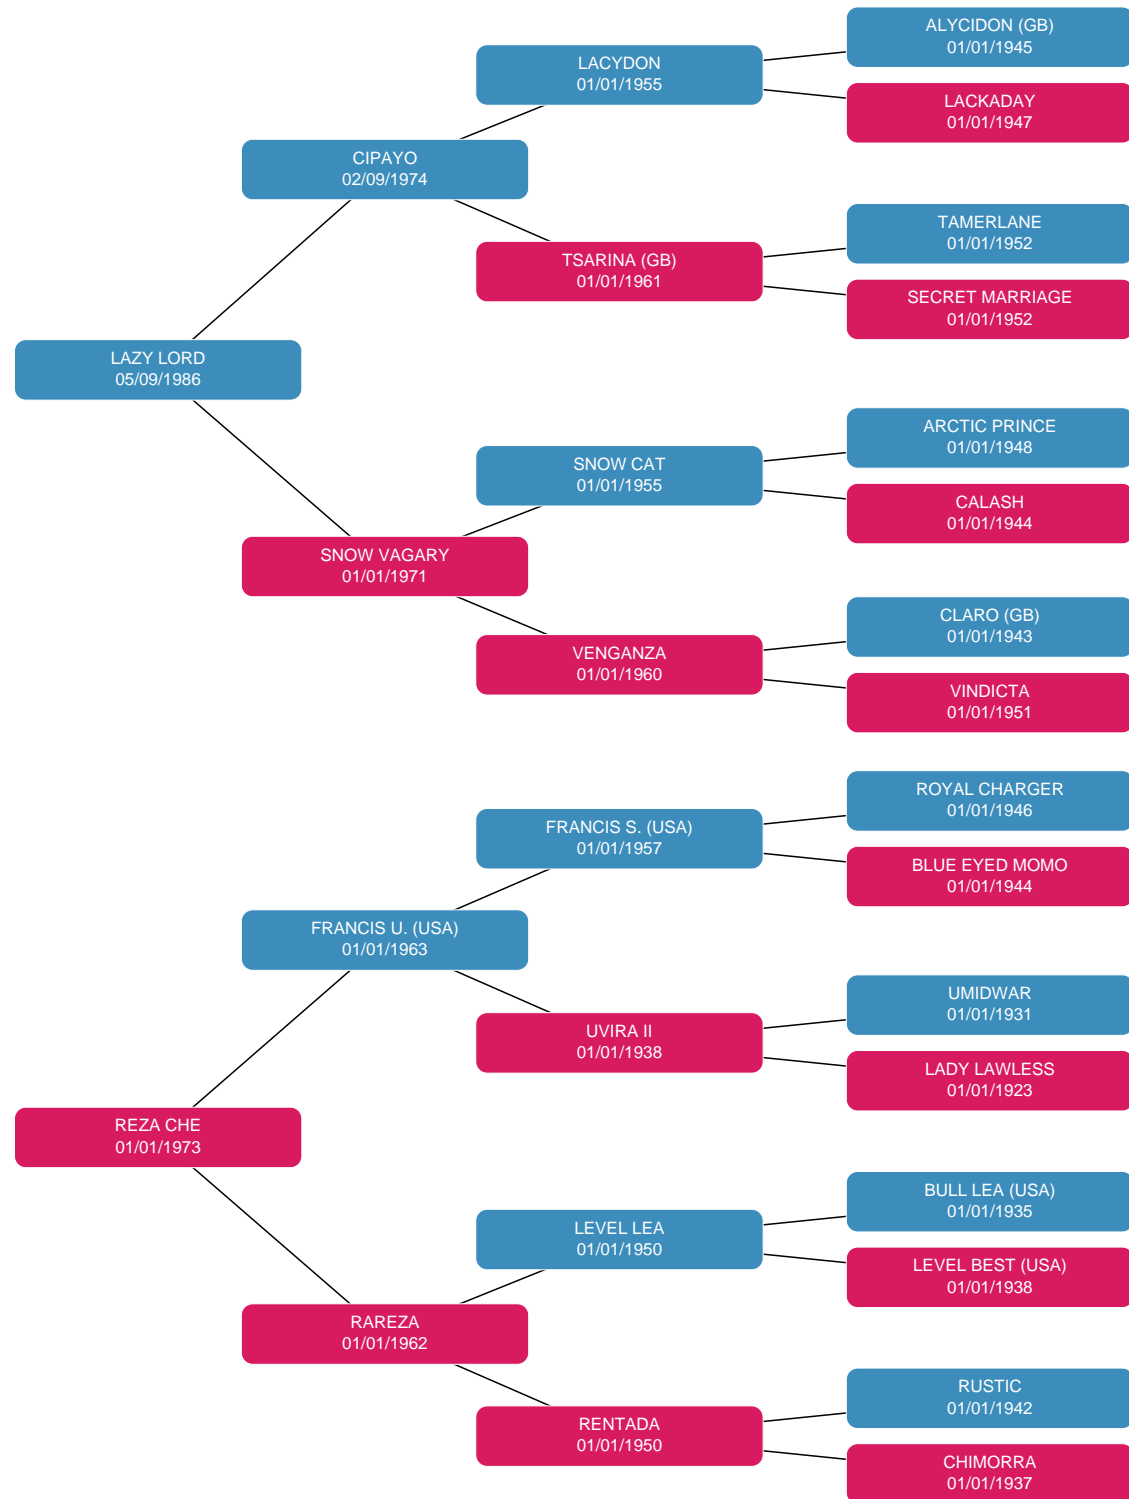 ALYCIDON (GB)
01/01/1945
LACYDON
01/01/1955
LACKADAY
01/01/1947
CIPAYO
02/09/1974
TAMERLANE
01/01/1952
TSARINA (GB)
01/01/1961
SECRET MARRIAGE
01/01/1952
LAZY LORD
05/09/1986
ARCTIC PRINCE
01/01/1948
SNOW CAT
01/01/1955
CALASH
01/01/1944
SNOW VAGARY
01/01/1971
CLARO (GB)
01/01/1943
VENGANZA
01/01/1960
VINDICTA
01/01/1951
ROYAL CHARGER
01/01/1946
FRANCIS S. (USA)
01/01/1957
BLUE EYED MOMO
01/01/1944
FRANCIS U. (USA)
01/01/1963
UMIDWAR
01/01/1931
UVIRA II
01/01/1938
LADY LAWLESS
01/01/1923
REZA CHE
01/01/1973
BULL LEA (USA)
01/01/1935
LEVEL LEA
01/01/1950
LEVEL BEST (USA)
01/01/1938
RAREZA
01/01/1962
RUSTIC
01/01/1942
RENTADA
01/01/1950
CHIMORRA
01/01/1937